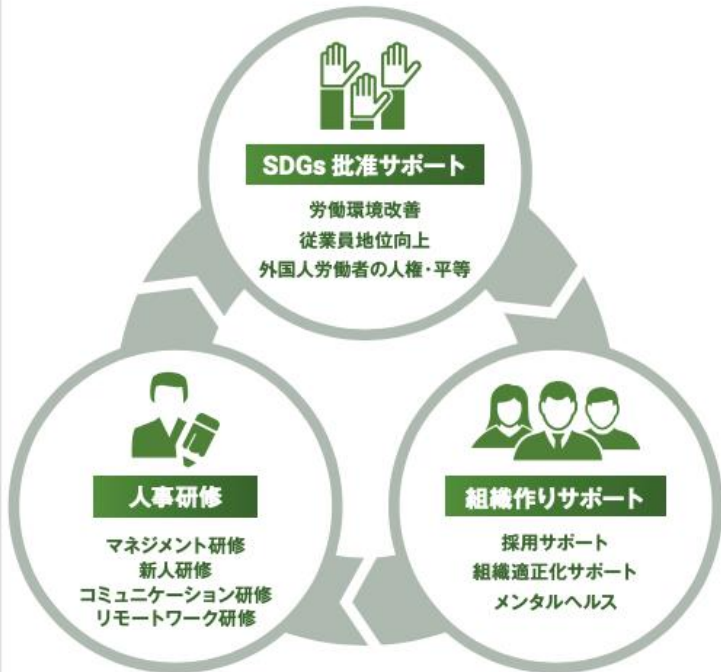 SDGs 批准サポート
労働環境改善
従業員地位向上
外国人労働者の人権・平等
人事研修
マネジメント研修
新人研修
コミュニケーション研修
リモートワーク研修
組織作りサポート
採用サポート
組織適正化サポート
メンタルヘルス